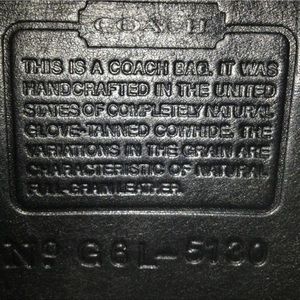 COACH
THIS IS A COACH BAG. IT WAS
HANDCRAFTED IN THE UNITED
STATES OF COMPLETELY NATURAL
GLOVE-TANNED COWHIDE. THE
VARIATIONS IN THE GRAIN ARE
CHARACTERISTIC OF NATURAL
FULL-GRAIN LEATHER.
Nº G6L-5130